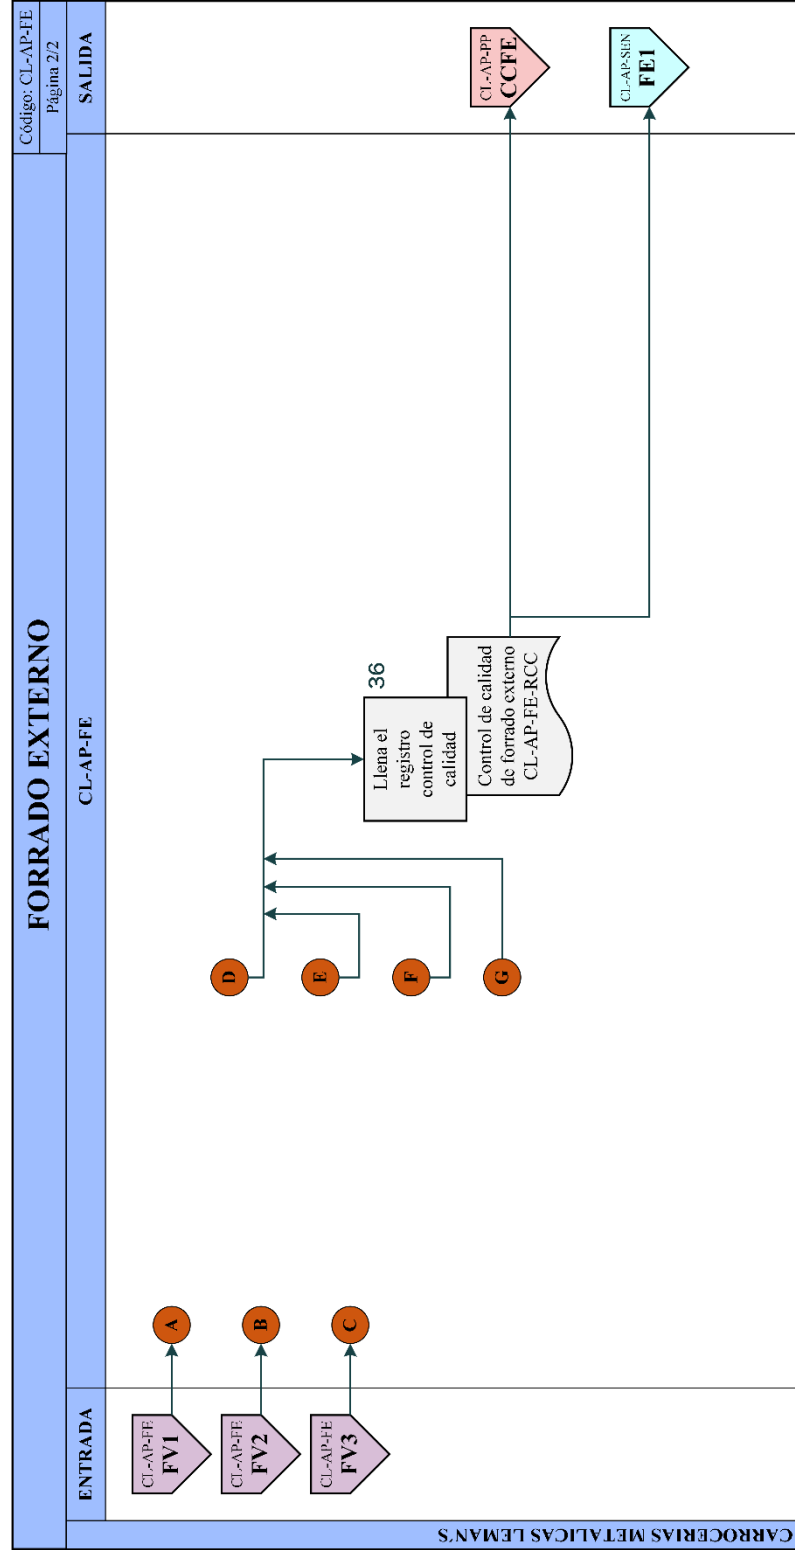 FORRADO EXTERNO
Código: CL-AP-FE
Página 2/2
ENTRADA
CL-AP-FE
SALIDA
CARROCERIAS METALICAS LEMAN´S
CL-AP-FE
FV1
A
CL-AP-FE
FV2
B
CL-AP-FE
FV3
C
D
E
F
G
36
Llena el
registro
control de
calidad
Control de calidad
de forrado externo
CL-AP-FE-RCC
CL-AP-PP
CCFE
CL-AP-SEN
FE1